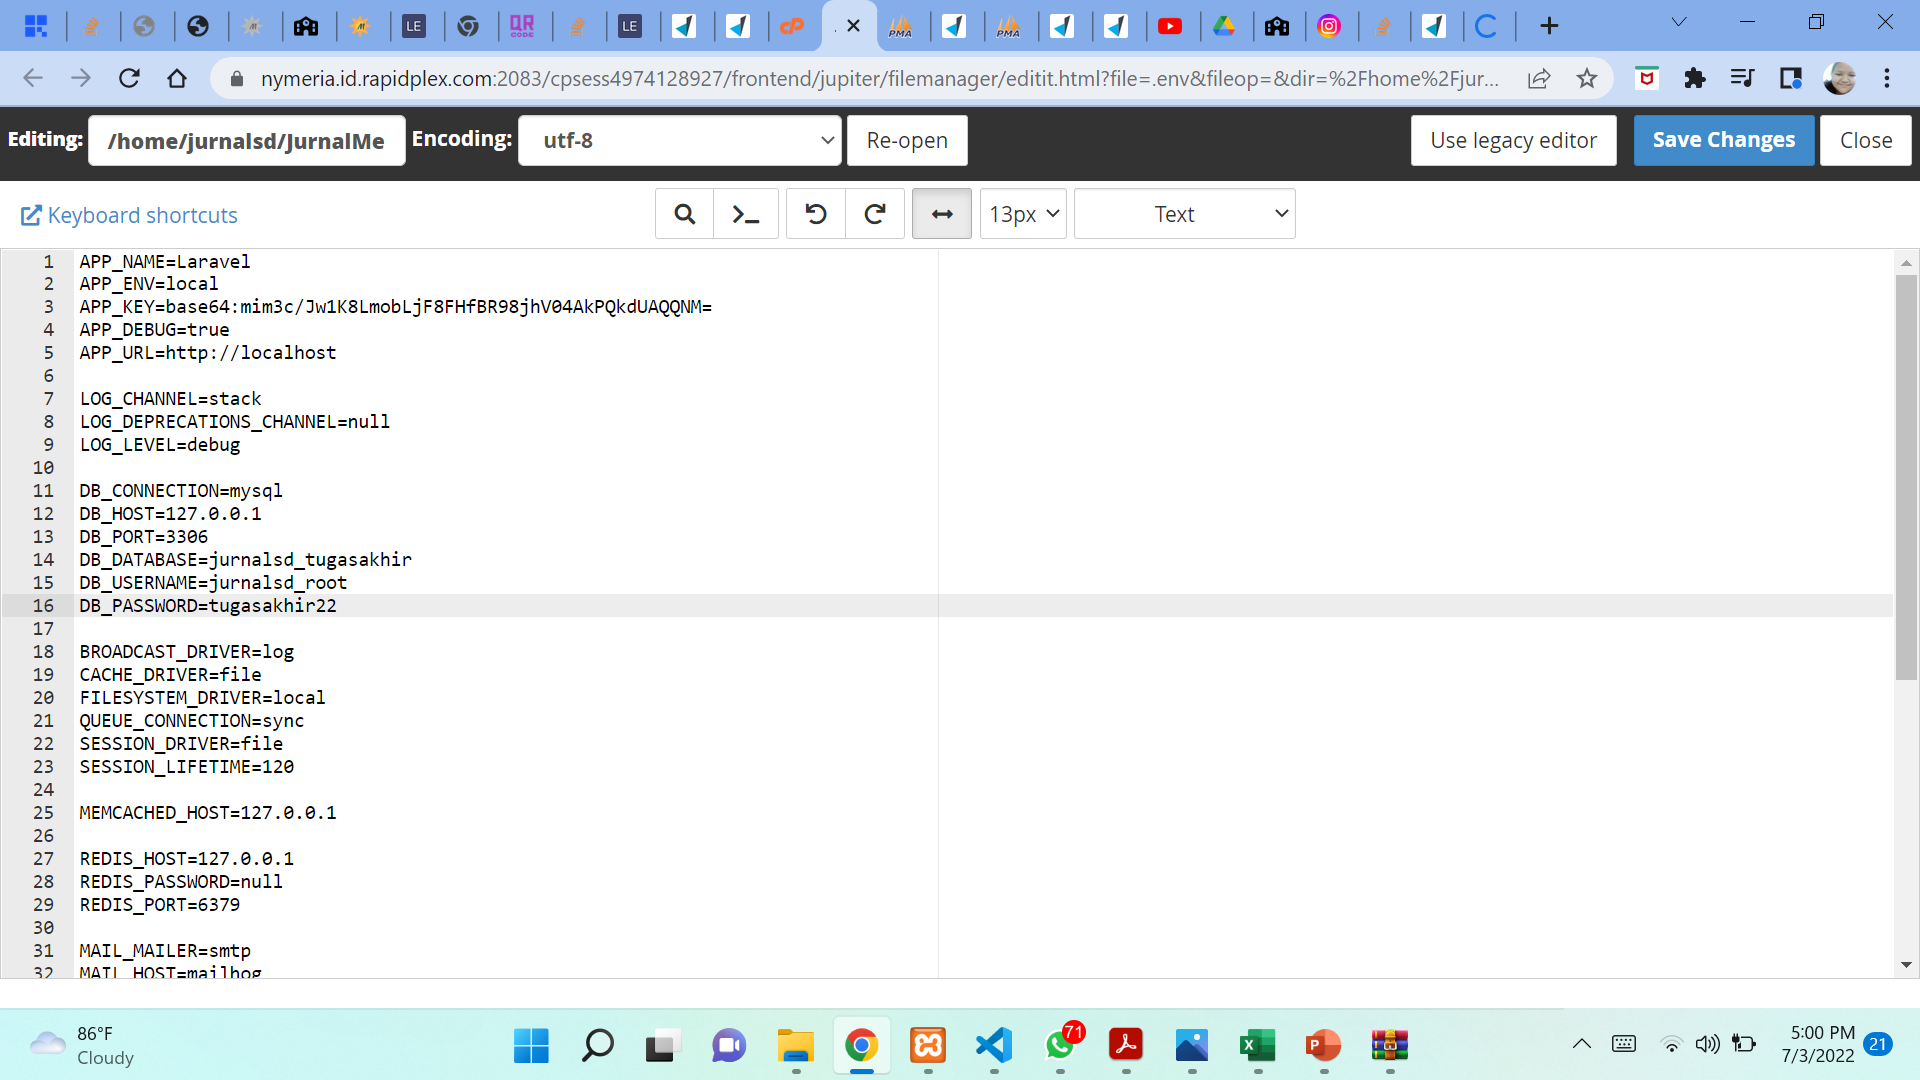 LE
QR
CODE
LE
cP
PMA
PMA
nymeria.id.rapidplex.com:2083/cpsess4974128927/frontend/jupiter/filemanager/editit.html?file=.env&fileop=&dir=%2Fhome%2Fjur...
Editing: /home/jurnalsd/JurnalMe Encoding: utf-8 Re-open Use legacy editor Save Changes Close
Keyboard shortcuts 13px Text
1 APP_NAME=Laravel
2 APP_ENV=local
3 APP_KEY=base64:mim3c/Jw1K8LmobLjF8FHfBR98jhV04AkPQkdUAQQNM=
4 APP_DEBUG=true
5 APP_URL=http://localhost
6
7 LOG_CHANNEL=stack
8 LOG_DEPRECATIONS_CHANNEL=null
9 LOG_LEVEL=debug
10
11 DB_CONNECTION=mysql
12 DB_HOST=127.0.0.1
13 DB_PORT=3306
14 DB_DATABASE=jurnalsd_tugasakhir
15 DB_USERNAME=jurnalsd_root
16 DB_PASSWORD=tugasakhir22
17
18 BROADCAST_DRIVER=log
19 CACHE_DRIVER=file
20 FILESYSTEM_DRIVER=local
21 QUEUE_CONNECTION=sync
22 SESSION_DRIVER=file
23 SESSION_LIFETIME=120
24
25 MEMCACHED_HOST=127.0.0.1
26
27 REDIS_HOST=127.0.0.1
28 REDIS_PASSWORD=null
29 REDIS_PORT=6379
30
31 MAIL_MAILER=smtp
32 MAIL_HOST=mailhog
86°F
Cloudy
71
5:00 PM
7/3/2022
21